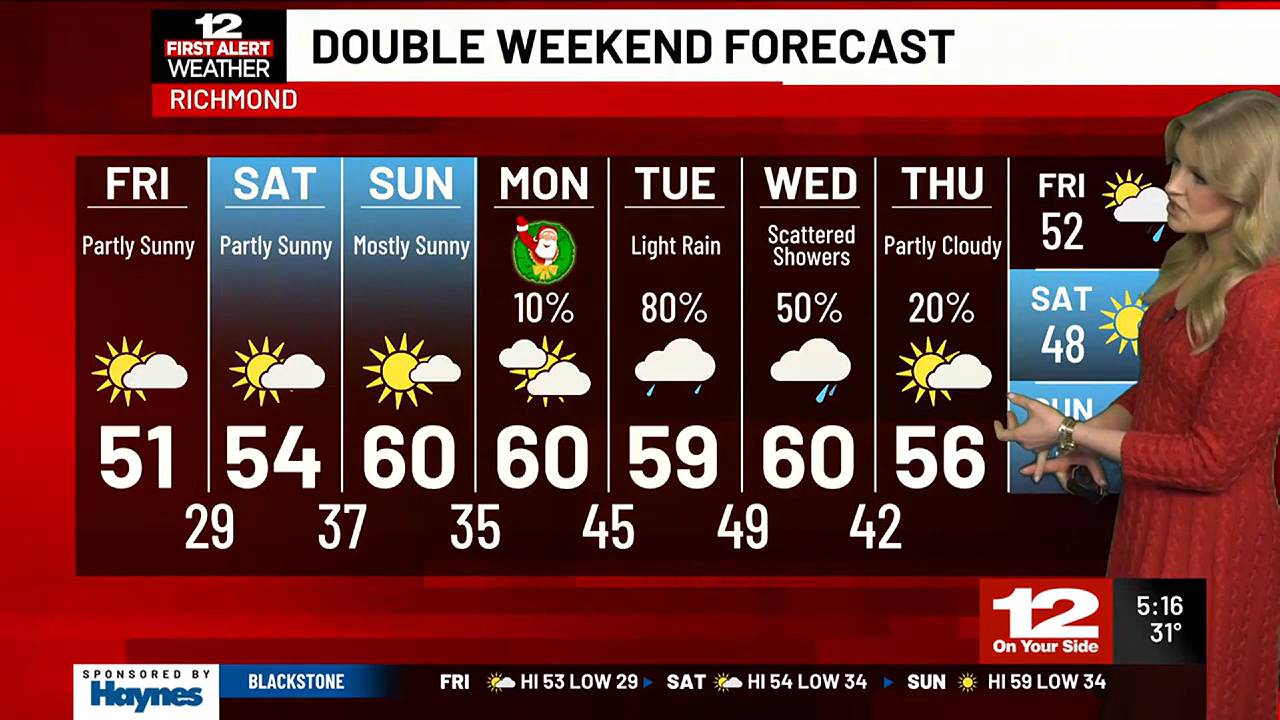 12
FIRST ALERT
WEATHER
DOUBLE WEEKEND FORECAST
RICHMOND
FRI
Partly Sunny
51
29
SAT
Partly Sunny
54
37
SUN
Mostly Sunny
60
35
MON
10%
60
45
TUE
Light Rain
80%
59
49
WED
Scattered
Showers
50%
60
42
THU
Partly Cloudy
20%
56
FRI
52
SAT
48
SUN
12
On Your Side
5:16
31°
SPONSORED BY
Haynes
BLACKSTONE
FRI HI 53 LOW 29 SAT HI 54 LOW 34 SUN HI 59 LOW 34